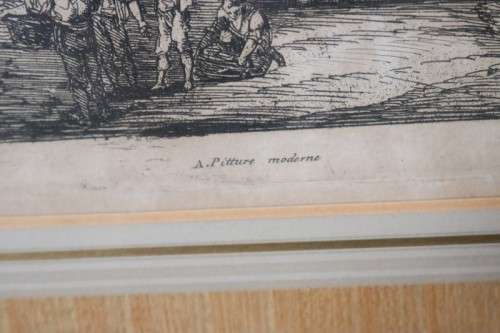 A. Pitture moderne